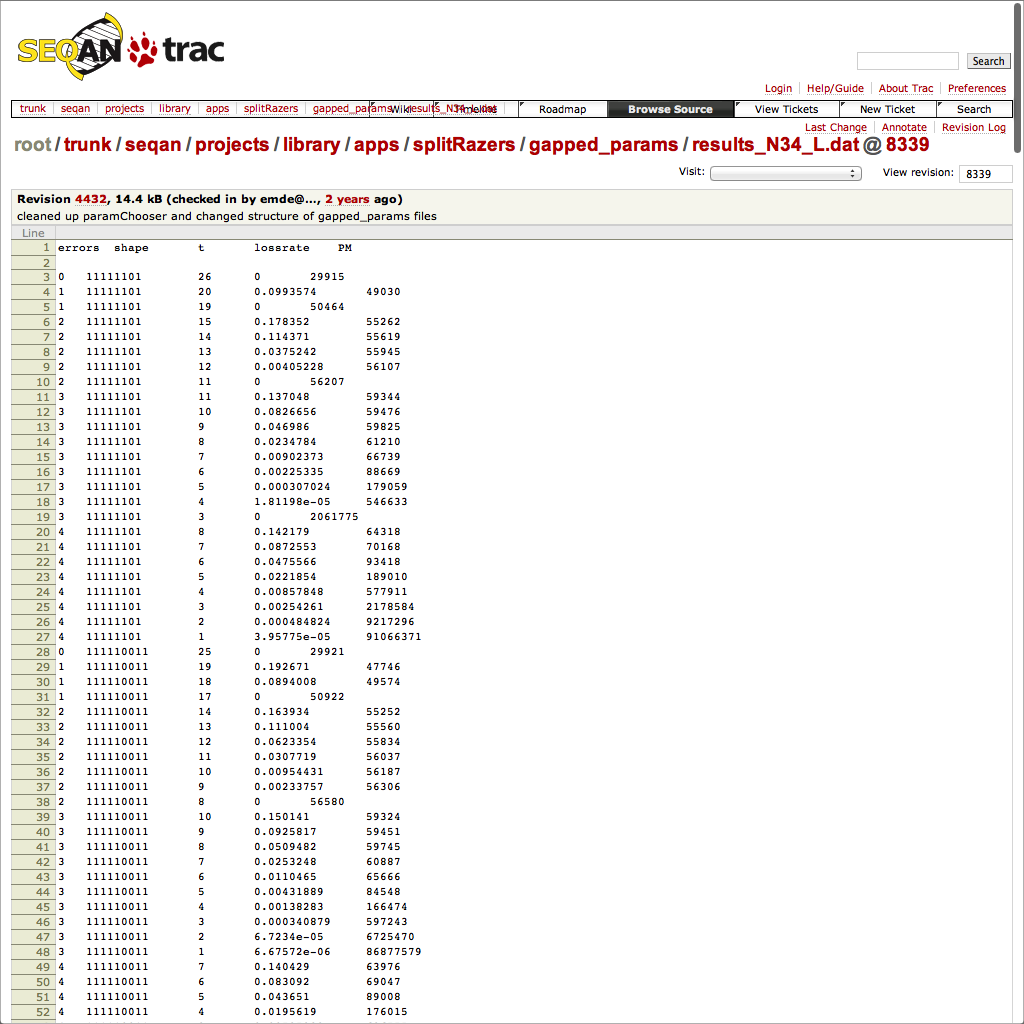 SEQAN trac
Search
Login Help/Guide About Trac Preferences
trunk seqan projects library apps splitRazers gapped_params results_N34_L.dat
Wiki Timeline Roadmap Browse Source View Tickets New Ticket Search
Last Change Annotate Revision Log
root / trunk / seqan / projects / library / apps / splitRazers / gapped_params / results_N34_L.dat @ 8339
Visit: View revision: 8339
Revision 4432, 14.4 kB (checked in by emde@..., 2 years ago)
cleaned up paramChooser and changed structure of gapped_params files
Line
1 errors shape t lossrate PM
2
3 0 11111101 26 0 29915
4 1 11111101 20 0.0993574 49030
5 1 11111101 19 0 50464
6 2 11111101 15 0.178352 55262
7 2 11111101 14 0.114371 55619
8 2 11111101 13 0.0375242 55945
9 2 11111101 12 0.00405228 56107
10 2 11111101 11 0 56207
11 3 11111101 11 0.137048 59344
12 3 11111101 10 0.0826656 59476
13 3 11111101 9 0.046986 59825
14 3 11111101 8 0.0234784 61210
15 3 11111101 7 0.00902373 66739
16 3 11111101 6 0.00225335 88669
17 3 11111101 5 0.000307024 179059
18 3 11111101 4 1.81198e-05 546633
19 3 11111101 3 0 2061775
20 4 11111101 8 0.142179 64318
21 4 11111101 7 0.0872553 70168
22 4 11111101 6 0.0475566 93418
23 4 11111101 5 0.0221854 189010
24 4 11111101 4 0.00857848 577911
25 4 11111101 3 0.00254261 2178584
26 4 11111101 2 0.000484824 9217296
27 4 11111101 1 3.95775e-05 91066371
28 0 111110011 25 0 29921
29 1 111110011 19 0.192671 47746
30 1 111110011 18 0.0894008 49574
31 1 111110011 17 0 50922
32 2 111110011 14 0.163934 55252
33 2 111110011 13 0.111004 55560
34 2 111110011 12 0.0623354 55834
35 2 111110011 11 0.0307719 56037
36 2 111110011 10 0.00954431 56187
37 2 111110011 9 0.00233757 56306
38 2 111110011 8 0 56580
39 3 111110011 10 0.150141 59324
40 3 111110011 9 0.0925817 59451
41 3 111110011 8 0.0509482 59745
42 3 111110011 7 0.0253248 60887
43 3 111110011 6 0.0110465 65666
44 3 111110011 5 0.00431889 84548
45 3 111110011 4 0.00138283 166474
46 3 111110011 3 0.000340879 597243
47 3 111110011 2 6.7234e-05 6725470
48 3 111110011 1 6.67572e-06 86877579
49 4 111110011 7 0.140429 63976
50 4 111110011 6 0.083092 69047
51 4 111110011 5 0.043651 89008
52 4 111110011 4 0.0195619 176015